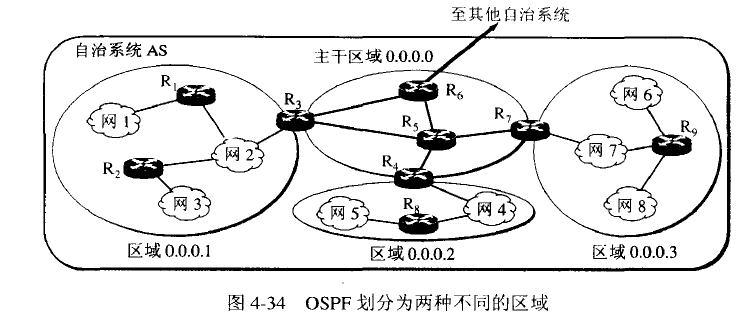 至其他自治系统
自治系统 AS
主干区域 0.0.0.0
R1
R3
R6
网 6
网 1
R7
R5
R9
网 2
网 7
R2
R4
网 3
网 5
R8
网 4
网 8
区域 0.0.0.1
区域 0.0.0.2
区域 0.0.0.3
图 4-34 OSPF 划分为两种不同的区域